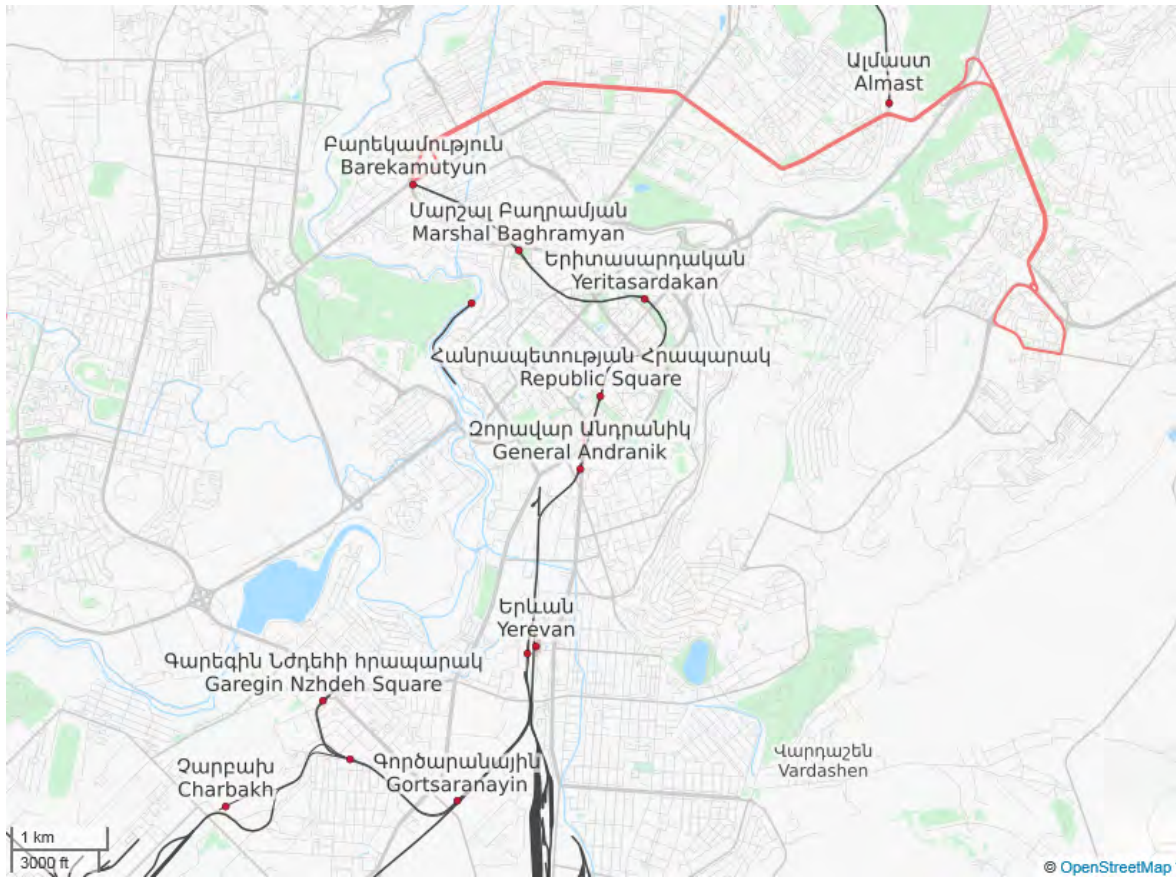 Ալմաստ
Almast
Բարեկամություն
Barekamutyun
Մարշալ Բաղրամյան
Marshal Baghramyan
Երիտասարդական
Yeritasardakan
Հանրապետության Հրապարակ
Republic Square
Զորավար Անդրանիկ
General Andranik
Երևան
Yerevan
Գարեգին Նժդեհի հրապարակ
Garegin Nzhdeh Square
Չարբախ
Charbakh
Գործարանային
Gortsaranayin
Վարդաշեն
Vardashen
1 km
3000 ft
© OpenStreetMap